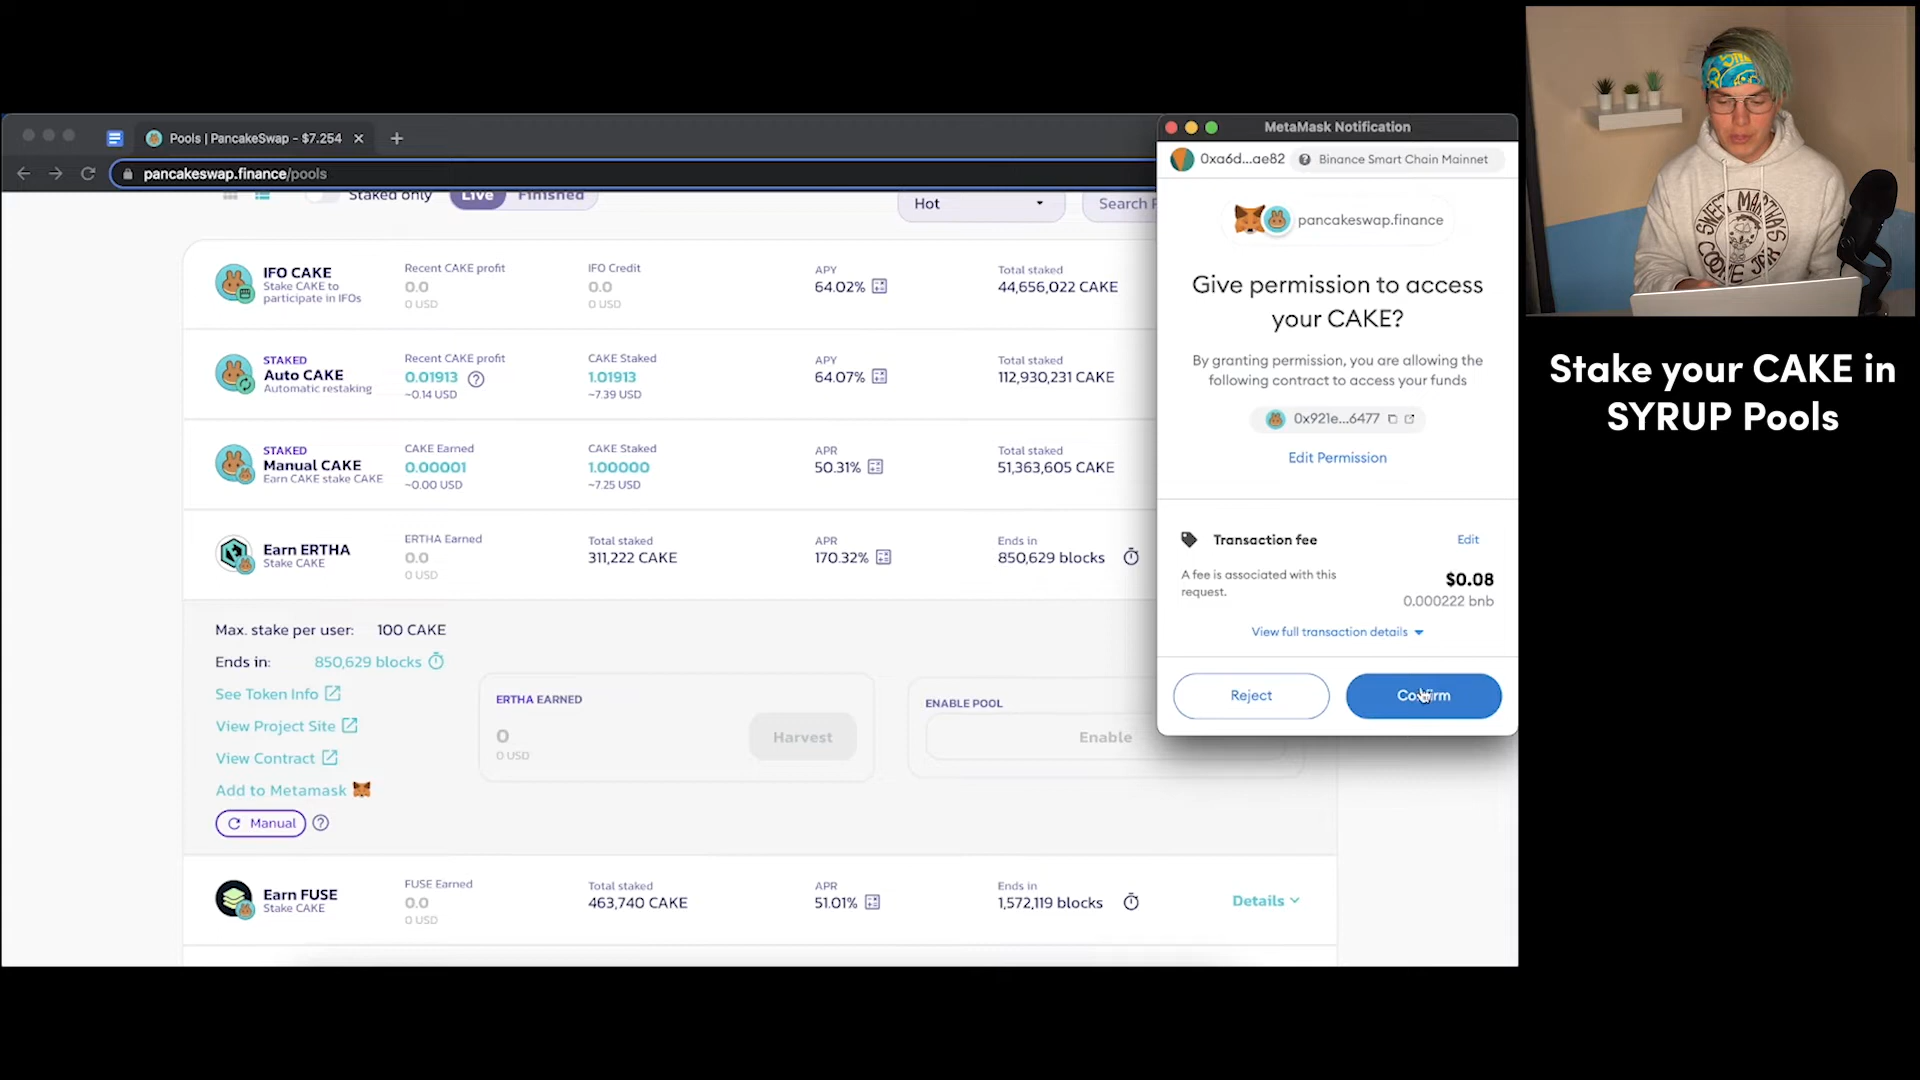 Pools | PancakeSwap - $7.254
pancakeswap.finance/pools
Staked only
Live
Finished
Hot
Search
IFO CAKE
Stake CAKE to
participate in IFOs
Recent CAKE profit
0.0
0 USD
IFO Credit
0.0
0 USD
APY
64.02%
Total staked
44,656,022 CAKE
STAKED
Auto CAKE
Automatic restaking
Recent CAKE profit
0.01913
~0.14 USD
CAKE Staked
1.01913
~7.39 USD
APY
64.07%
Total staked
112,930,231 CAKE
STAKED
Manual CAKE
Earn CAKE stake CAKE
CAKE Earned
0.00001
~0.00 USD
CAKE Staked
1.00000
~7.25 USD
APR
50.31%
Total staked
51,363,605 CAKE
Earn ERTHA
Stake CAKE
ERTHA Earned
0.0
0 USD
Total staked
311,222 CAKE
APR
170.32%
Ends in
850,629 blocks
Max. stake per user: 100 CAKE
Ends in: 850,629 blocks
See Token Info
View Project Site
View Contract
Add to Metamask
Manual
ERTHA EARNED
0
0 USD
Harvest
ENABLE POOL
Enable
Earn FUSE
Stake CAKE
FUSE Earned
0.0
0 USD
Total staked
463,740 CAKE
APR
51.01%
Ends in
1,572,119 blocks
Details
MetaMask Notification
0xa6d...ae82
Binance Smart Chain Mainnet
pancakeswap.finance
Give permission to access
your CAKE?
By granting permission, you are allowing the
following contract to access your funds
0x921e...6477
Edit Permission
Transaction fee
Edit
A fee is associated with this
request.
$0.08
0.000222 bnb
View full transaction details
Reject
Confirm
SWEET MARTHA'S
COOKIE JAR
Stake your CAKE in
SYRUP Pools